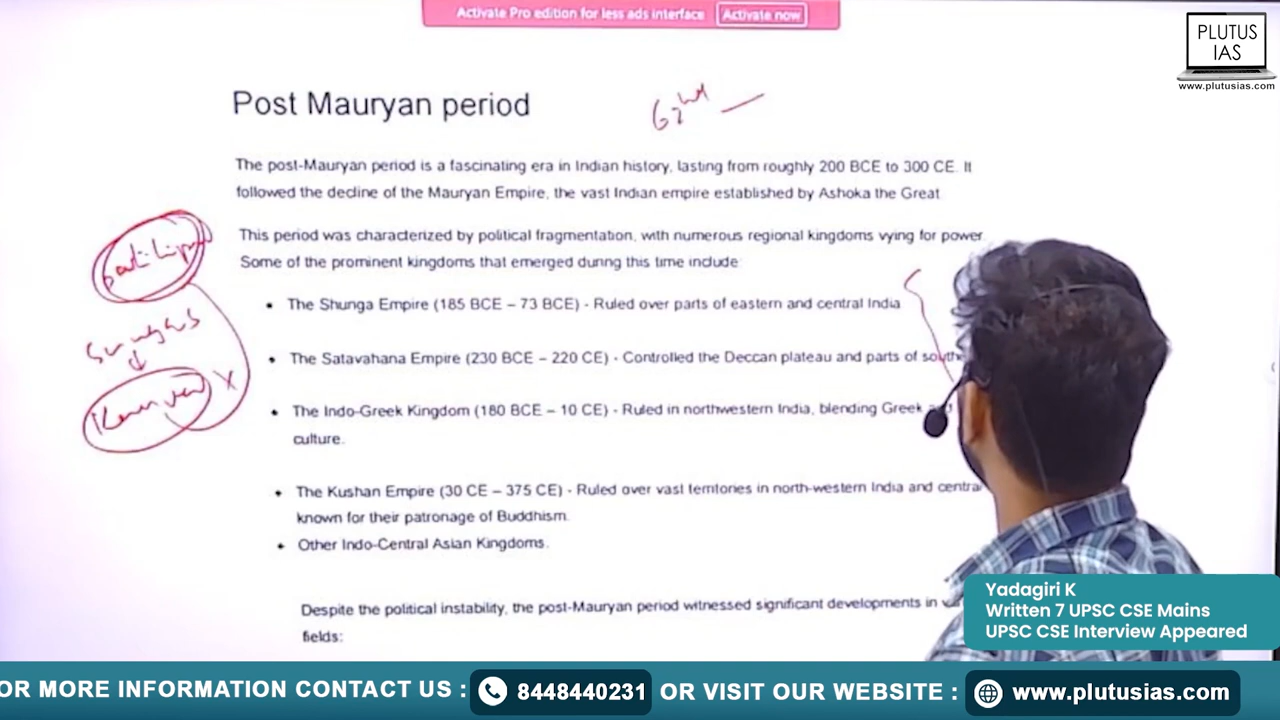 Activate Pro edition for less ads interface Activate now
PLUTUS
IAS
www.plutusias.com
Post Mauryan period
The post-Mauryan period is a fascinating era in Indian history, lasting from roughly 200 BCE to 300 CE. It
followed the decline of the Mauryan Empire, the vast Indian empire established by Ashoka the Great
This period was characterized by political fragmentation, with numerous regional kingdoms vying for power.
Some of the prominent kingdoms that emerged during this time include:
• The Shunga Empire (185 BCE – 73 BCE) - Ruled over parts of eastern and central India
• The Satavahana Empire (230 BCE – 220 CE) - Controlled the Deccan plateau and parts of southe
• The Indo-Greek Kingdom (180 BCE – 10 CE) - Ruled in northwestern India, blending Greek
culture.
• The Kushan Empire (30 CE – 375 CE) - Ruled over vast territories in north-western India and central
known for their patronage of Buddhism.
• Other Indo-Central Asian Kingdoms.
Despite the political instability, the post-Mauryan period witnessed significant developments in
fields:
Yadagiri K
Written 7 UPSC CSE Mains
UPSC CSE Interview Appeared
OR MORE INFORMATION CONTACT US : 8448440231 OR VISIT OUR WEBSITE : www.plutusias.com